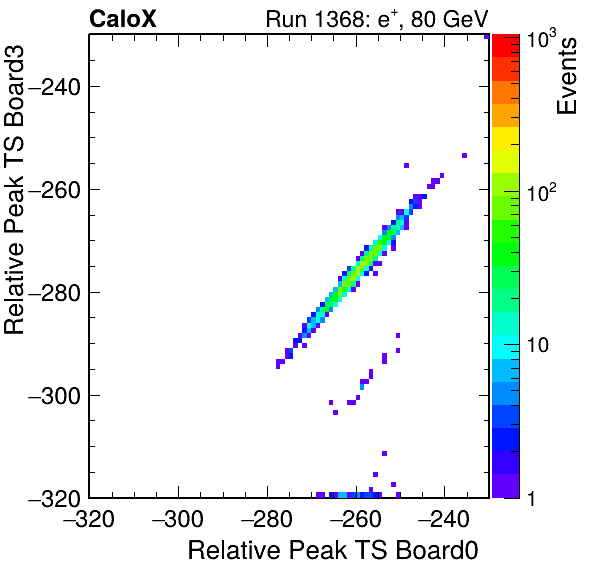 CaloX Run 1368: e⁺, 80 GeV
Relative Peak TS Board3
−240
−260
−280
−300
−320
−320 −300 −280 −260 −240
Relative Peak TS Board0
Events
10³
10²
10
1